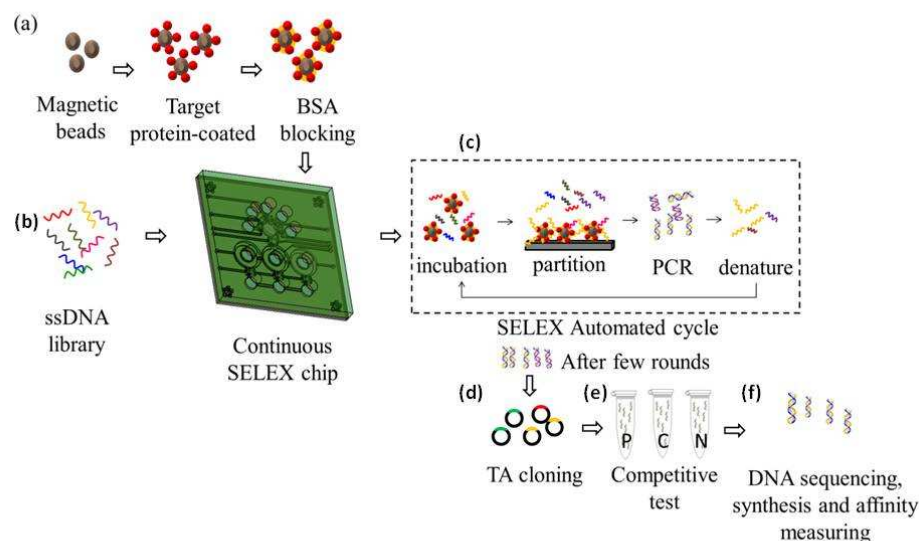 (a)
Magnetic
beads
Target
protein-coated
BSA
blocking
(b)
ssDNA
library
Continuous
SELEX chip
(c)
incubation
partition
PCR
denature
SELEX Automated cycle
After few rounds
(d)
TA cloning
(e)
P C N
Competitive
test
(f)
DNA sequencing,
synthesis and affinity
measuring